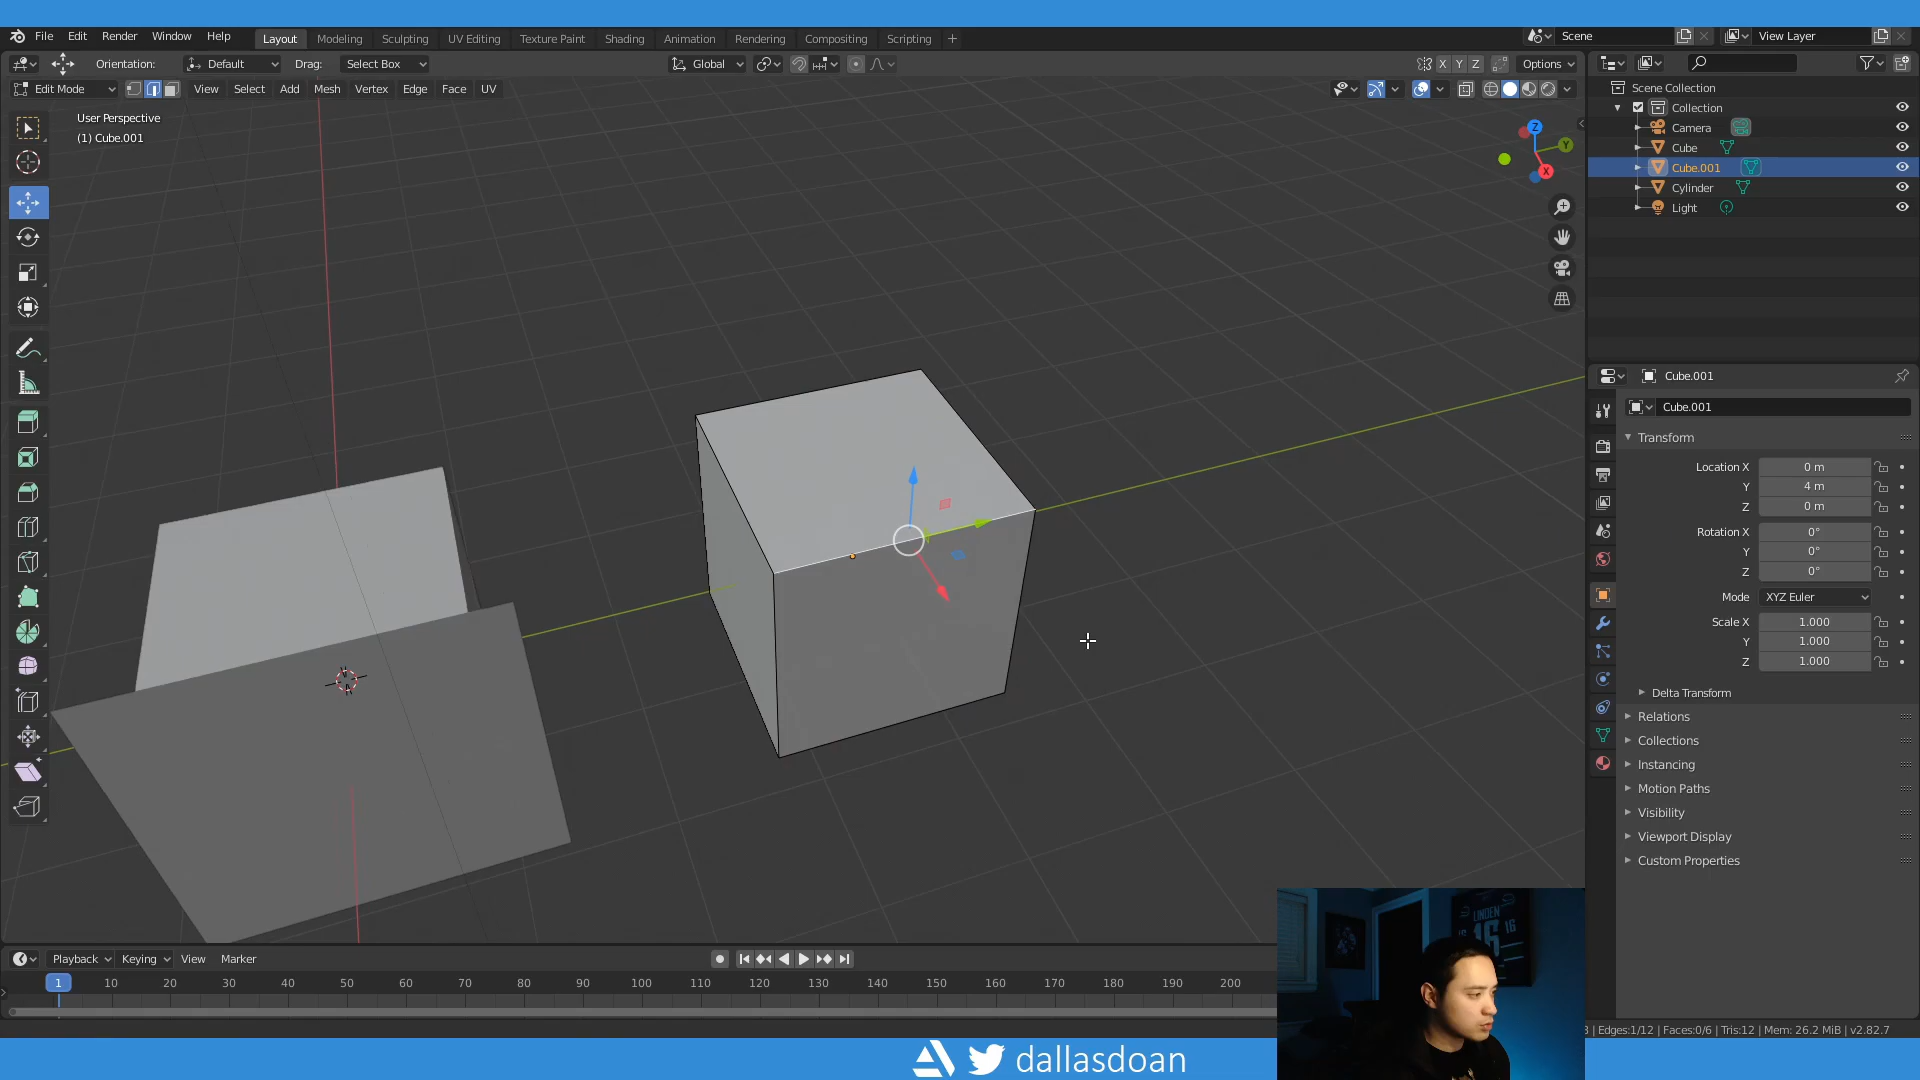 File Edit Render Window Help
Layout Modeling Sculpting UV Editing Texture Paint Shading Animation Rendering Compositing Scripting +
Scene View Layer
Orientation: Default Drag: Select Box Global X Y Z Options
Edit Mode View Select Add Mesh Vertex Edge Face UV
User Perspective
(1) Cube.001
Z
Y
X
Scene Collection
Collection
Camera
Cube
Cube.001
Cylinder
Light
Cube.001
Cube.001
Transform
Location X 0 m
Y 4 m
Z 0 m
Rotation X 0°
Y 0°
Z 0°
Mode XYZ Euler
Scale X 1.000
Y 1.000
Z 1.000
Delta Transform
Relations
Collections
Instancing
Motion Paths
Visibility
Viewport Display
Custom Properties
Playback Keying View Marker
1 10 20 30 40 50 60 70 80 90 100 110 120 130 140 150 160 170 180 190 200
LINDEN
16 16
| Edges:1/12 | Faces:0/6 | Tris:12 | Mem: 26.2 MiB | v2.82.7
dallasdoan